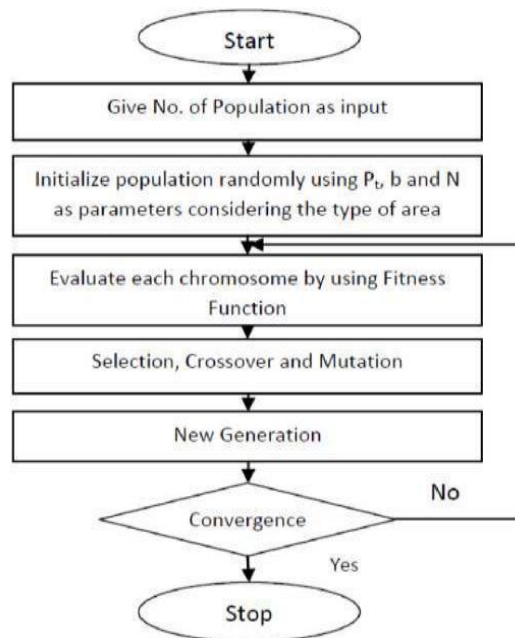 Start
Give No. of Population as input
Initialize population randomly using Pt, b and N
as parameters considering the type of area
Evaluate each chromosome by using Fitness
Function
Selection, Crossover and Mutation
New Generation
Convergence
No
Yes
Stop